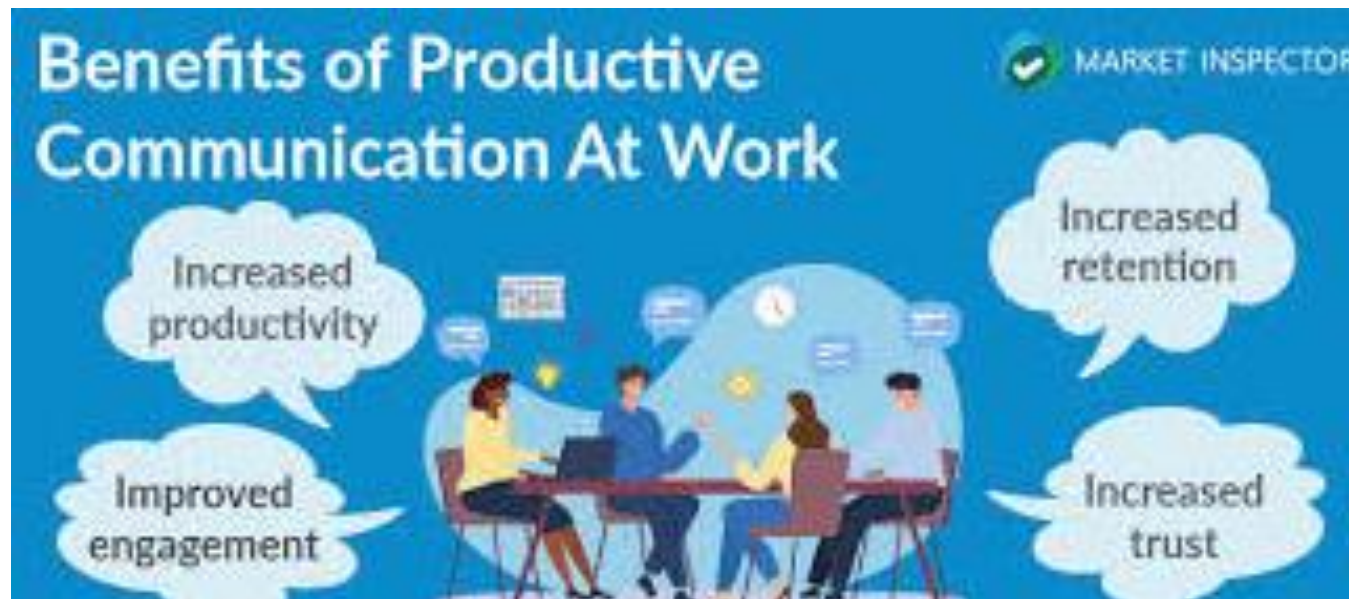 Benefits of Productive
Communication At Work
MARKET INSPECTOR
Increased
productivity
Increased
retention
Improved
engagement
Increased
trust